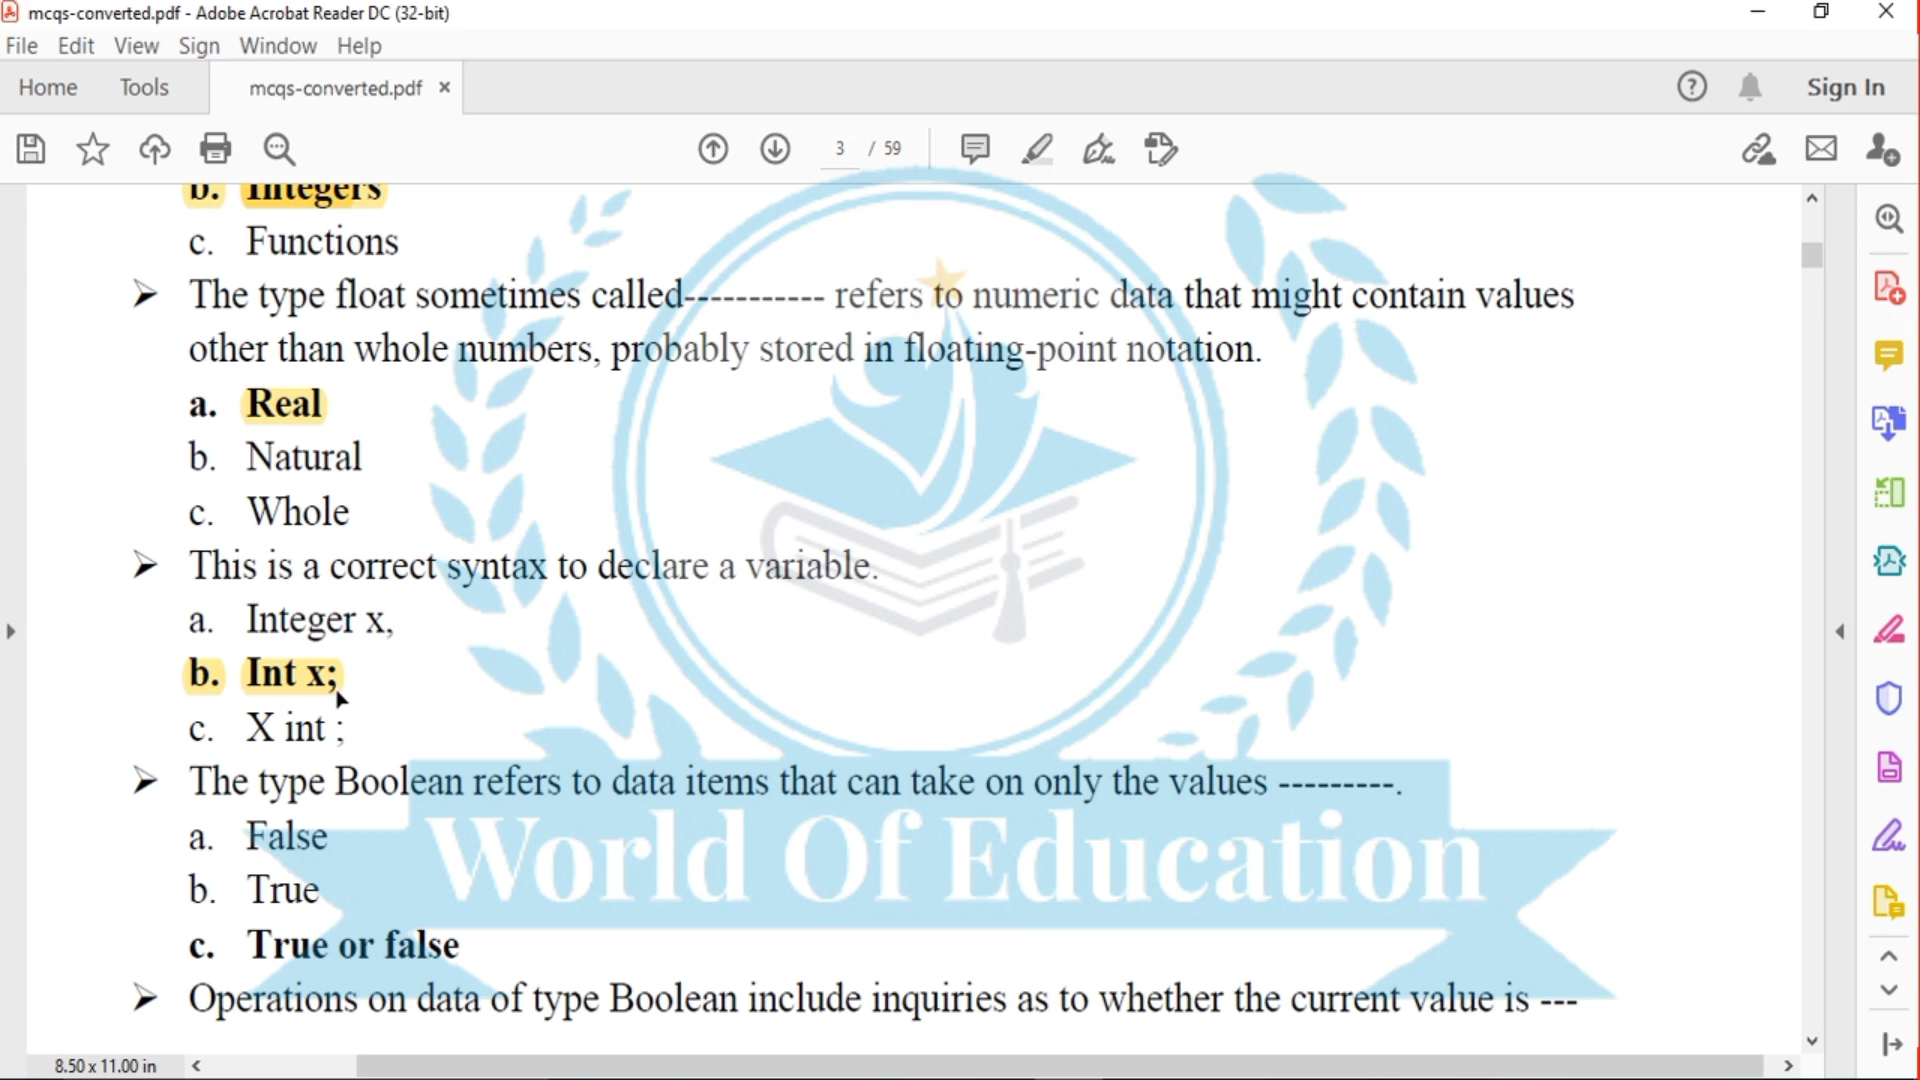 mcqs-converted.pdf - Adobe Acrobat Reader DC (32-bit)
File Edit View Sign Window Help
Home Tools mcqs-converted.pdf × Sign In
3 / 59
b. Integers
c. Functions
➢ The type float sometimes called----------- refers to numeric data that might contain values
other than whole numbers, probably stored in floating-point notation.
a. Real
b. Natural
c. Whole
➢ This is a correct syntax to declare a variable.
a. Integer x,
b. Int x;
c. X int ;
➢ The type Boolean refers to data items that can take on only the values ---------.
a. False
b. True
c. True or false
World Of Education
➢ Operations on data of type Boolean include inquiries as to whether the current value is ---
8.50 x 11.00 in